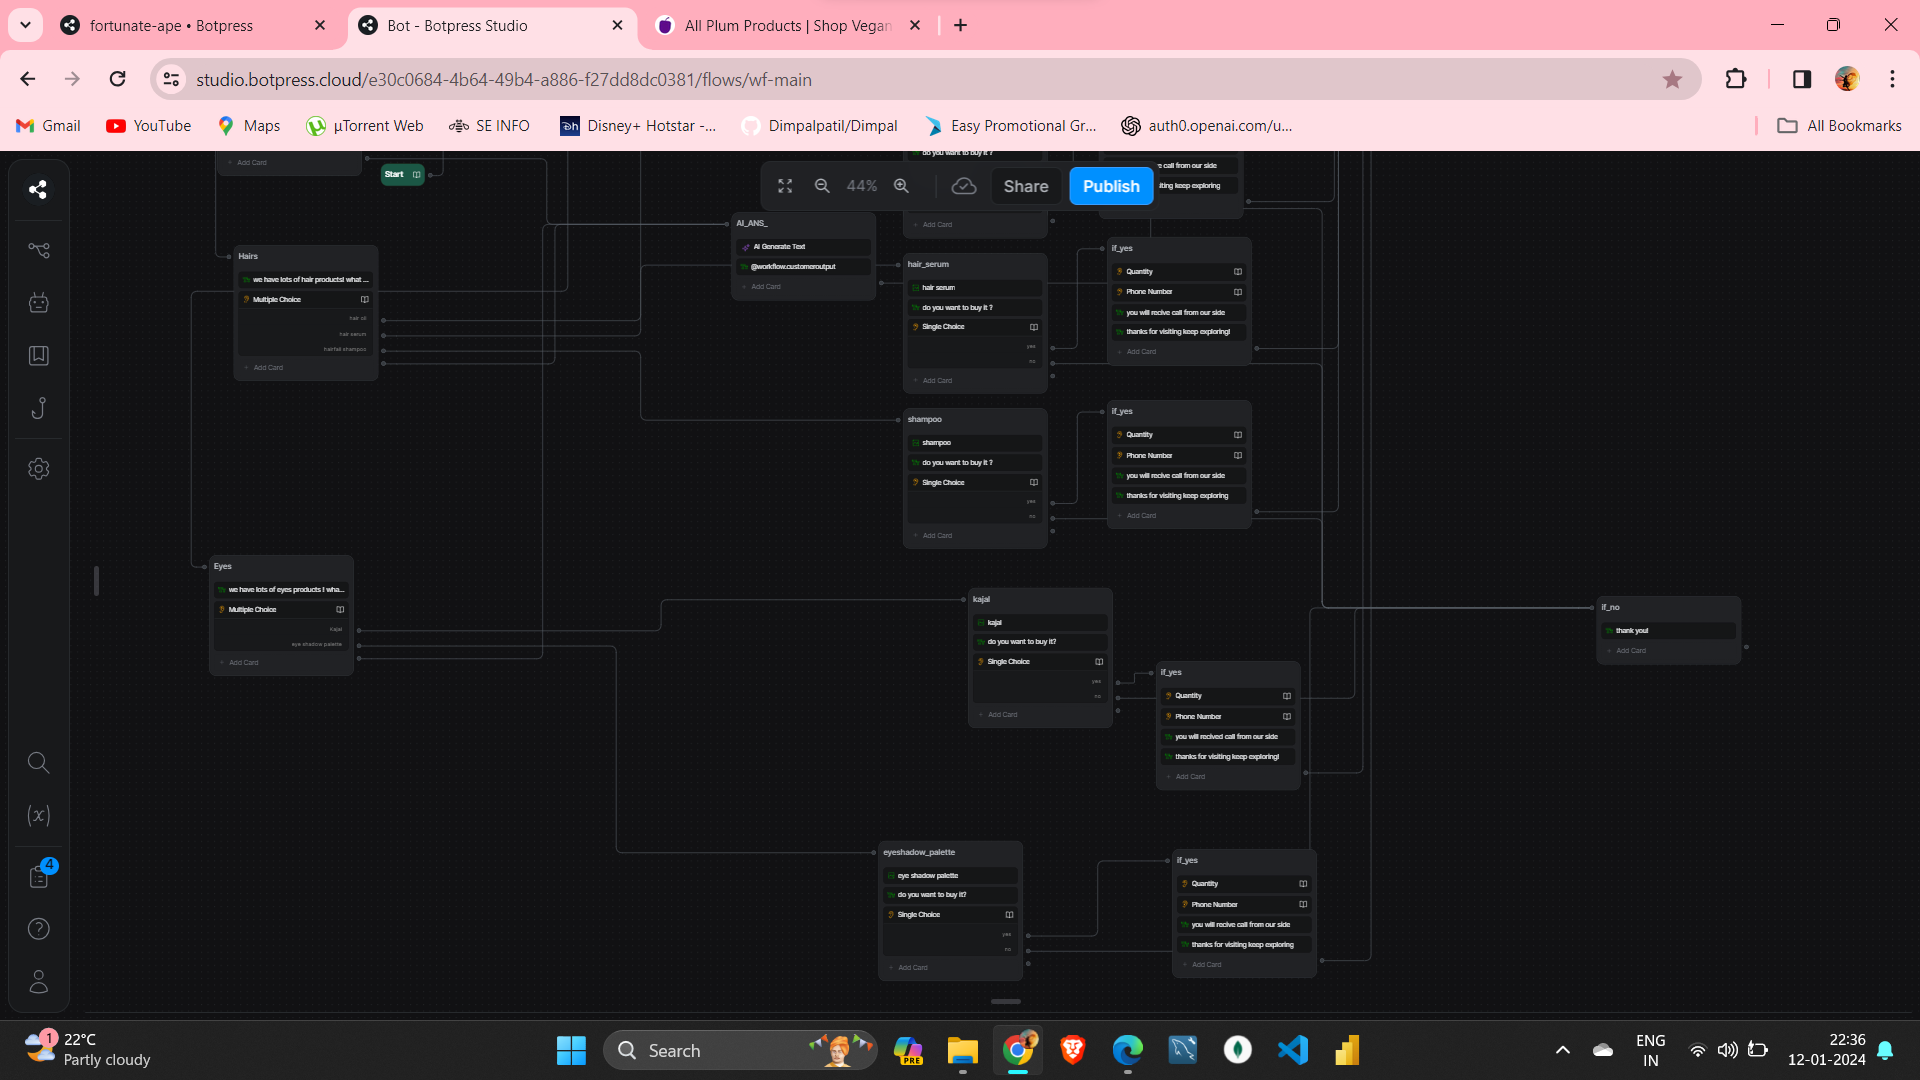 fortunate-ape • Botpress
Bot - Botpress Studio
All Plum Products | Shop Vegan
studio.botpress.cloud/e30c0684-4b64-49b4-a886-f27dd8dc0381/flows/wf-main
Gmail
YouTube
Maps
µTorrent Web
SE INFO
Disney+ Hotstar -...
Dimpalpatil/Dimpal
Easy Promotional Gr...
auth0.openai.com/u...
All Bookmarks
+ Add Card
Start
44%
Share
Publish
do you want to buy it ?
+ Add Card
e call from our side
iting keep exploring
AI_ANS_
AI Generate Text
@workflow.customeroutput
+ Add Card
Hairs
we have lots of hair products! what ...
Multiple Choice
hair oil
hair serum
hairfall shampoo
+ Add Card
hair_serum
hair serum
do you want to buy it ?
Single Choice
yes
no
+ Add Card
if_yes
Quantity
Phone Number
you will recive call from our side
thanks for visiting keep exploring!
+ Add Card
shampoo
shampoo
do you want to buy it ?
Single Choice
yes
no
+ Add Card
if_yes
Quantity
Phone Number
you will recive call from our side
thanks for visiting keep exploring
+ Add Card
Eyes
we have lots of eyes products ! wha...
Multiple Choice
Kajal
eye shadow palette
+ Add Card
kajal
kajal
do you want to buy it?
Single Choice
yes
no
+ Add Card
if_yes
Quantity
Phone Number
you will recived call from our side
thanks for visiting keep exploring!
+ Add Card
if_no
thank you!
+ Add Card
eyeshadow_palette
eye shadow palette
do you want to buy it?
Single Choice
yes
no
+ Add Card
if_yes
Quantity
Phone Number
you will recive call from our side
thanks for visiting keep exploring
+ Add Card
(x)
4
1
22°C
Partly cloudy
Search
PRE
ENG
IN
22:36
12-01-2024